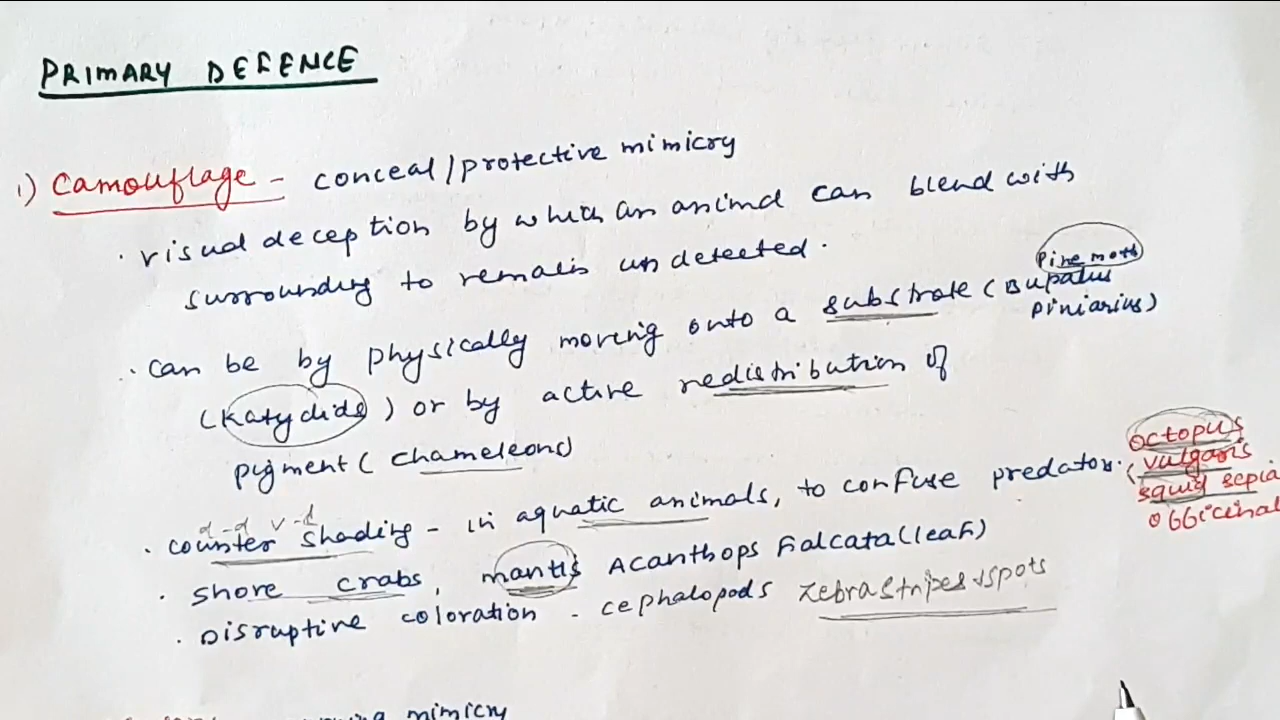 PRIMARY DEFENCE
1) Camouflage - conceal/protective mimicry
· visual deception by which an animal can blend with
surrounding to remain undetected.
Pine moth
· can be by physically moving onto a substrate (Bupalus
piniarius)
(Katydids) or by active redistribution of
pigment (chameleons)
octopus
vulgaris
squid sepia
officinal
d-d v-d
· counter shading - in aquatic animals, to confuse predator. (
· shore crabs, mantis Acanthops Falcata (leaf)
· Disruptive coloration - cephalopods zebra stripes & spots
mimicry